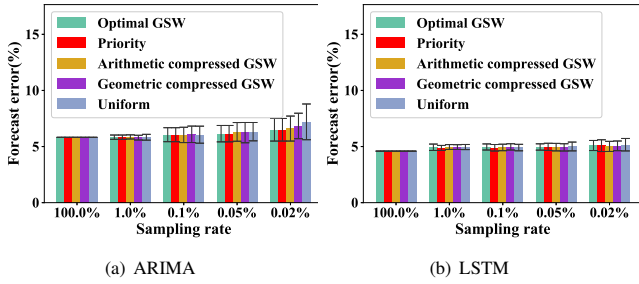 Forecast error(%)
15
10
5
0
Optimal GSW
Priority
Arithmetic compressed GSW
Geometric compressed GSW
Uniform
100.0% 1.0% 0.1% 0.05% 0.02%
Sampling rate
(a) ARIMA
Forecast error(%)
15
10
5
0
Optimal GSW
Priority
Arithmetic compressed GSW
Geometric compressed GSW
Uniform
100.0% 1.0% 0.1% 0.05% 0.02%
Sampling rate
(b) LSTM